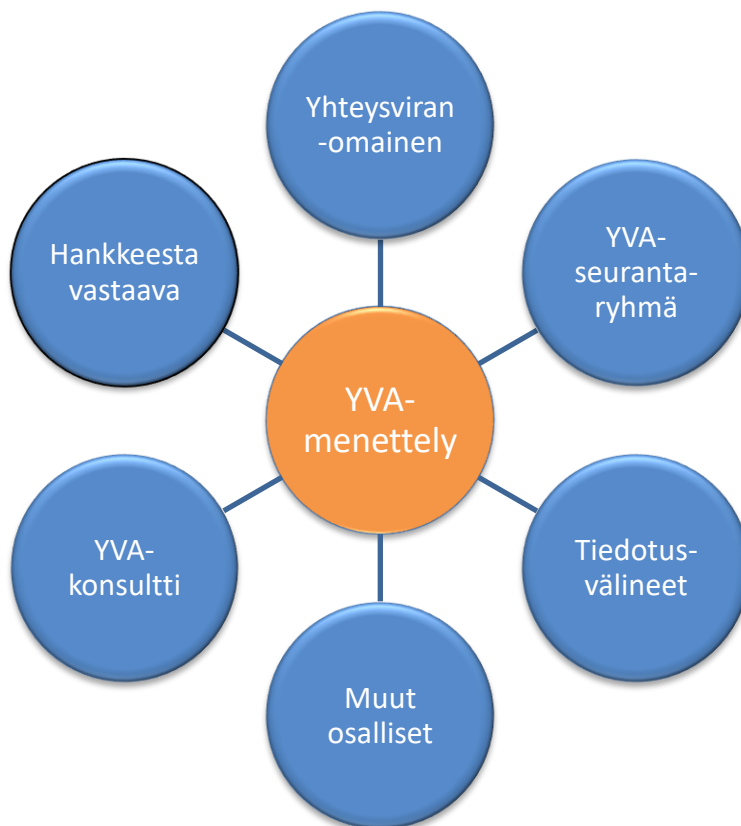 Yhteysviran
-omainen
Hankkeesta
vastaava
YVA-
seuranta-
ryhmä
YVA-
menettely
YVA-
konsultti
Tiedotus-
välineet
Muut
osalliset